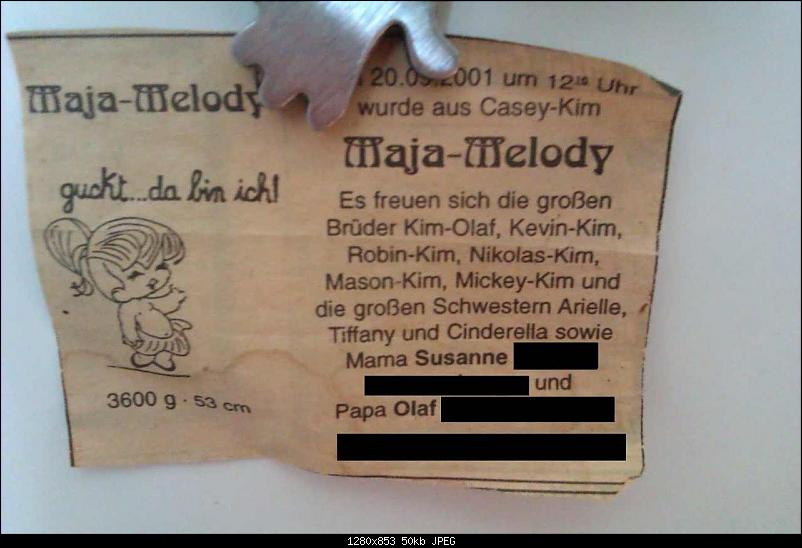 Maja-Melody
guckt...da bin ich!
3600 g · 53 cm
20.09.2001 um 12¹⁰ Uhr
wurde aus Casey-Kim
Maja-Melody
Es freuen sich die großen
Brüder Kim-Olaf, Kevin-Kim,
Robin-Kim, Nikolas-Kim,
Mason-Kim, Mickey-Kim und
die großen Schwestern Arielle,
Tiffany und Cinderella sowie
Mama Susanne
und
Papa Olaf
1280x853 50kb JPEG